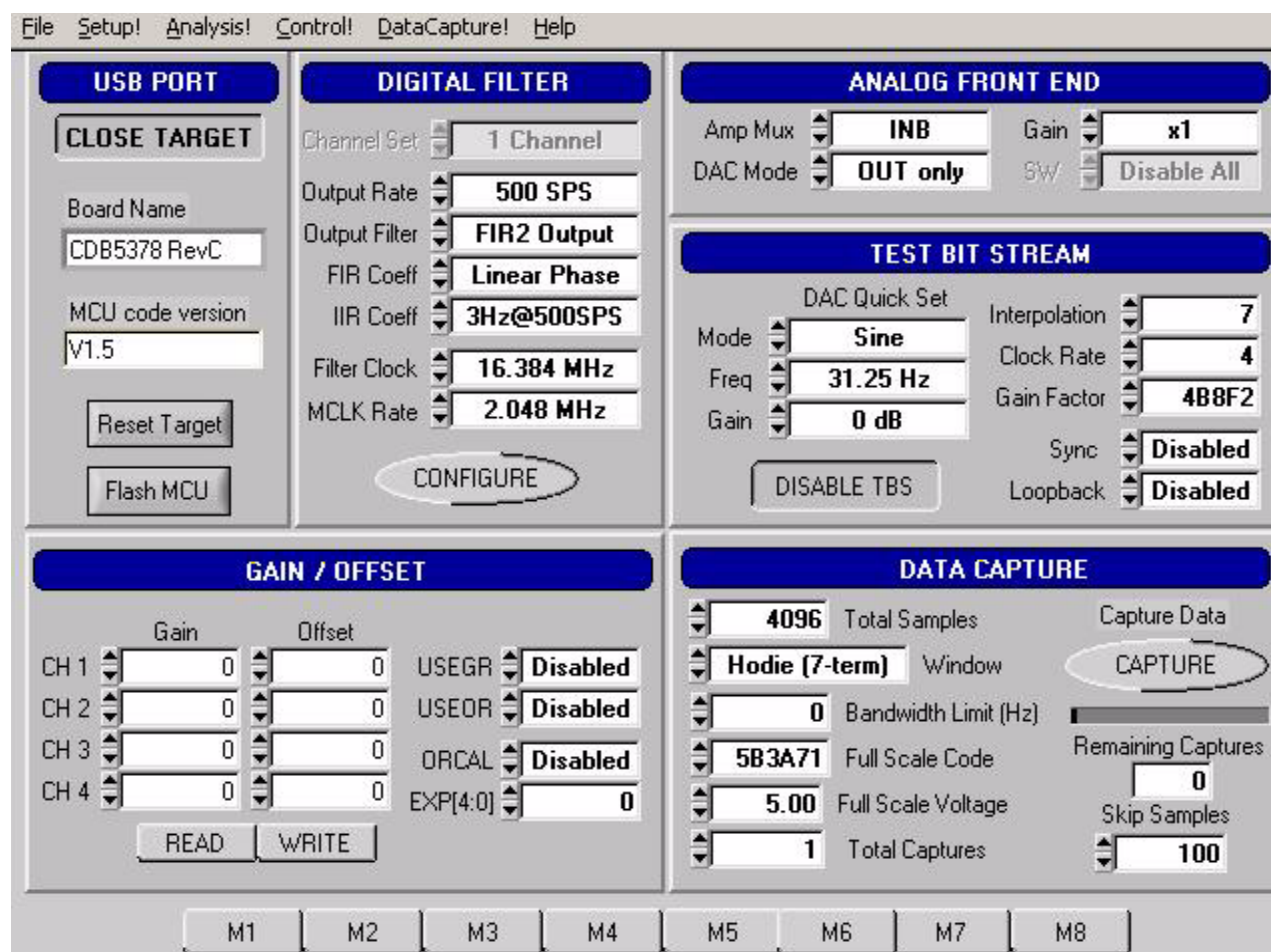 File Setup! Analysis! Control! DataCapture! Help
USB PORT
CLOSE TARGET
Board Name
CDB5378 RevC
MCU code version
V1.5
Reset Target
Flash MCU
DIGITAL FILTER
Channel Set 1 Channel
Output Rate 500 SPS
Output Filter FIR2 Output
FIR Coeff Linear Phase
IIR Coeff 3Hz@500SPS
Filter Clock 16.384 MHz
MCLK Rate 2.048 MHz
CONFIGURE
ANALOG FRONT END
Amp Mux INB Gain x1
DAC Mode OUT only SW Disable All
TEST BIT STREAM
DAC Quick Set
Mode Sine
Freq 31.25 Hz
Gain 0 dB
DISABLE TBS
Interpolation 7
Clock Rate 4
Gain Factor 4B8F2
Sync Disabled
Loopback Disabled
GAIN / OFFSET
Gain Offset
CH 1 0 0
CH 2 0 0
CH 3 0 0
CH 4 0 0
READ WRITE
USEGR Disabled
USEOR Disabled
ORCAL Disabled
EXP[4:0] 0
DATA CAPTURE
4096 Total Samples
Hodie (7-term) Window
0 Bandwidth Limit (Hz)
5B3A71 Full Scale Code
5.00 Full Scale Voltage
1 Total Captures
Capture Data
CAPTURE
Remaining Captures
0
Skip Samples
100
M1 M2 M3 M4 M5 M6 M7 M8